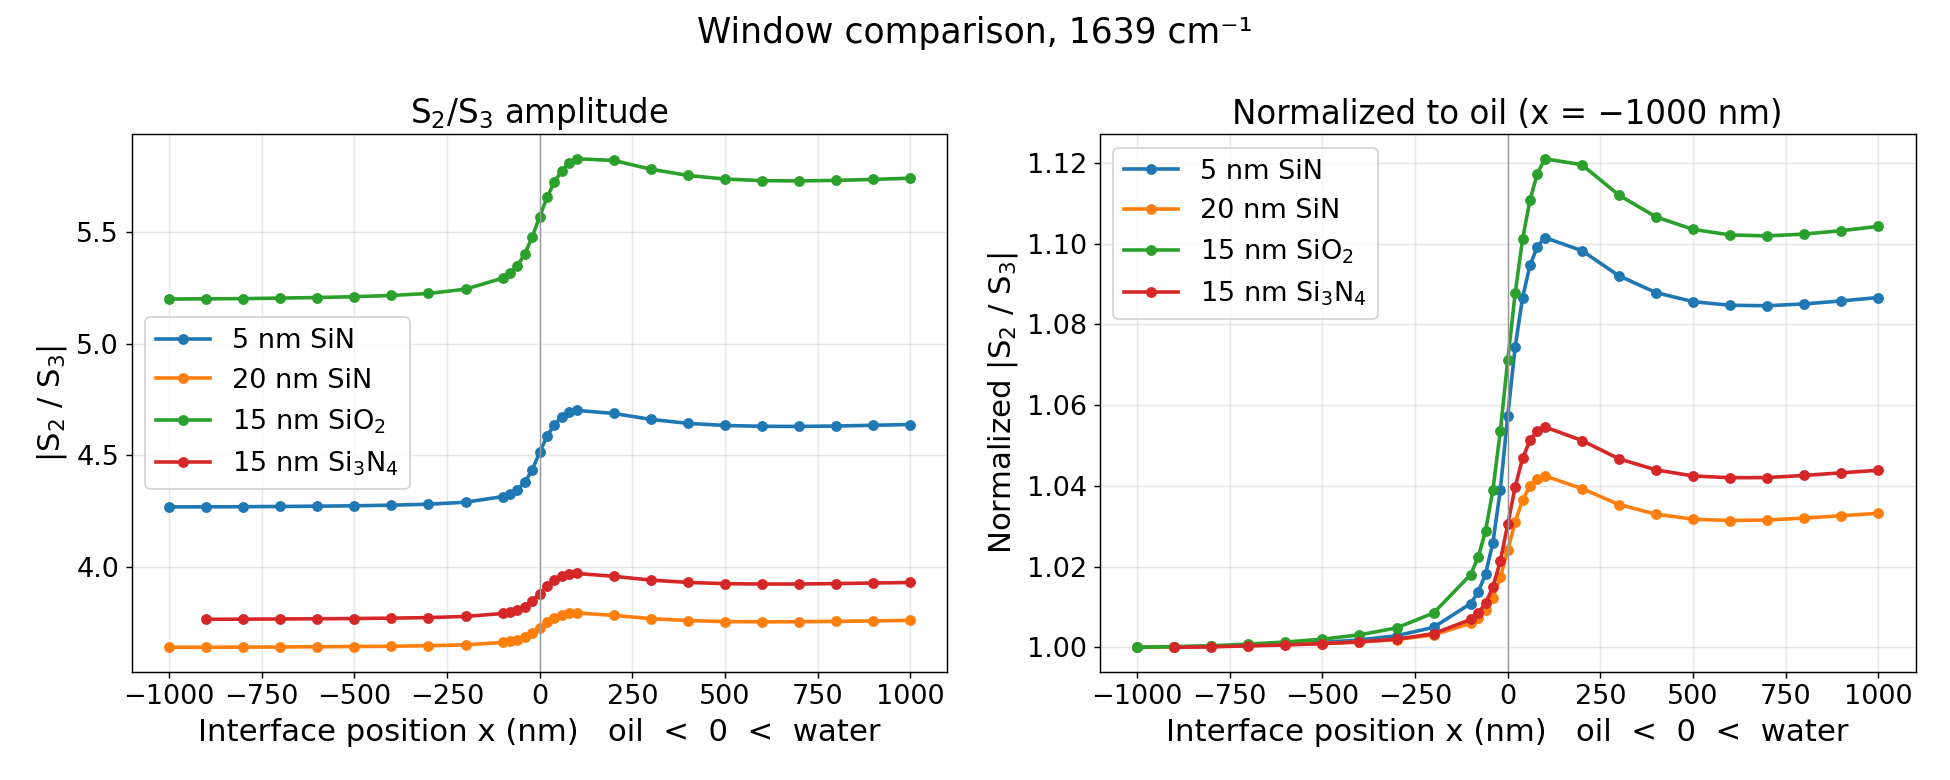 Window comparison, 1639 cm⁻¹
S₂/S₃ amplitude
|S₂ / S₃|
5.5
5.0
4.5
4.0
5 nm SiN
20 nm SiN
15 nm SiO₂
15 nm Si₃N₄
−1000 −750 −500 −250 0 250 500 750 1000
Interface position x (nm) oil < 0 < water
Normalized to oil (x = −1000 nm)
Normalized |S₂ / S₃|
1.12
1.10
1.08
1.06
1.04
1.02
1.00
5 nm SiN
20 nm SiN
15 nm SiO₂
15 nm Si₃N₄
−1000 −750 −500 −250 0 250 500 750 1000
Interface position x (nm) oil < 0 < water